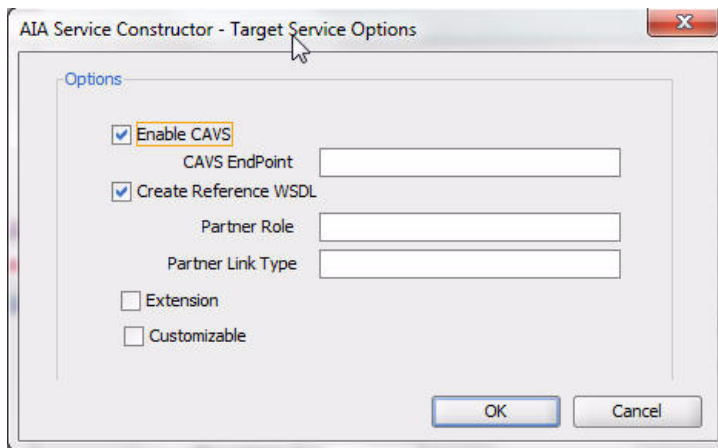 AIA Service Constructor - Target Service Options
Options
Enable CAVS
CAVS EndPoint
Create Reference WSDL
Partner Role
Partner Link Type
Extension
Customizable
OK Cancel